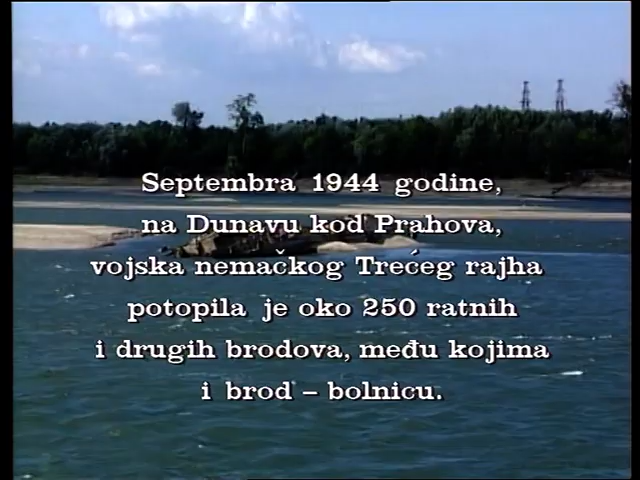 Septembra 1944 godine,
na Dunavu kod Prahova,
vojska nemačkog Trećeg rajha
potopila je oko 250 ratnih
i drugih brodova, među kojima
i brod – bolnicu.